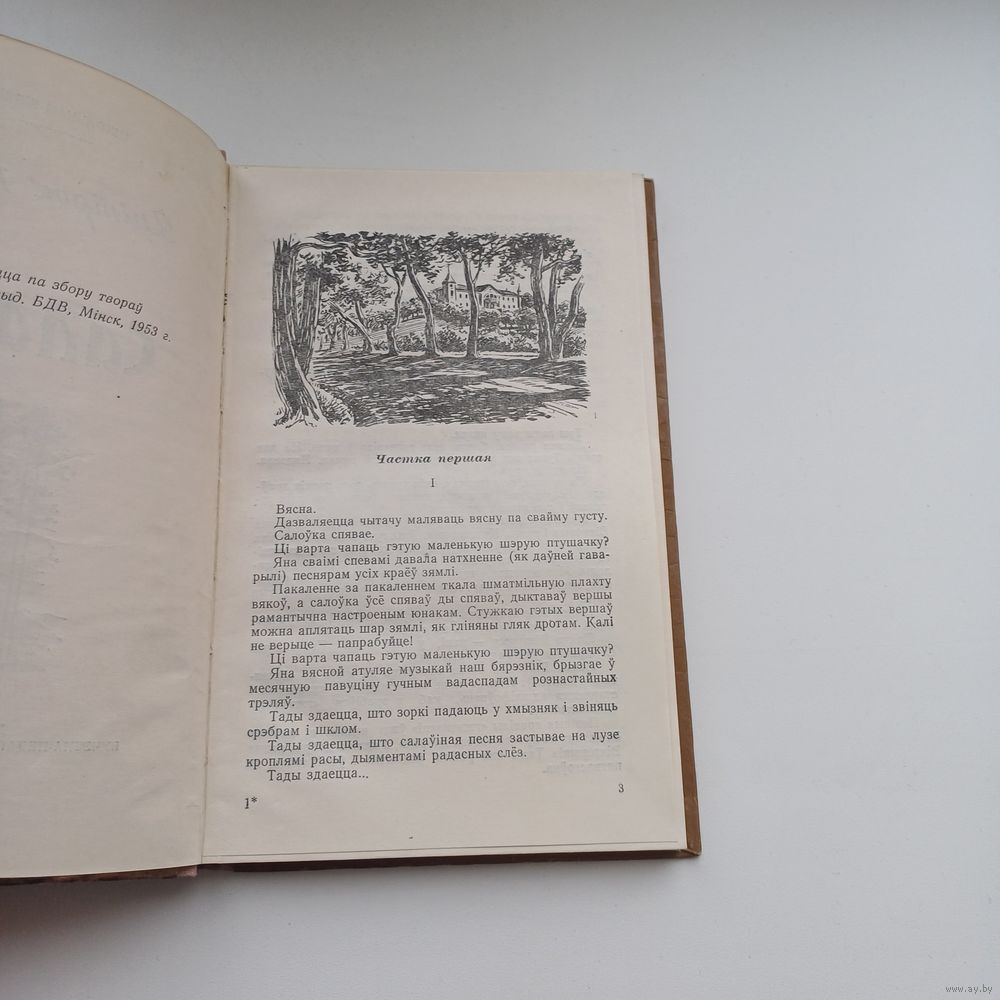 цца па збору твораў
ыд. БДВ, Мінск, 1953 г.
Частка першая
I
Вясна.
Дазваляецца чытачу маляваць вясну па свайму густу.
Салоўка спявае.
Ці варта чапаць гэтую маленькую шэрую птушачку?
Яна сваімі спевамі давала натхненне (як даўней гава-
рылі) песнярам усіх краёў зямлі.
Пакаленне за пакаленнем ткала шматмільную плахту
вякоў, а салоўка ўсё спяваў ды спяваў, дыктаваў вершы
рамантычна настроеным юнакам. Стужкаю гэтых вершаў
можна аплятаць шар зямлі, як гліняны гляк дротам. Калі
не верыце — папрабуйце!
Ці варта чапаць гэтую маленькую шэрую птушачку?
Яна вясной атуляе музыкай наш бярэзнік, брызгае ў
месячную павуціну гучным вадаспадам рознастайных
трэляў.
Тады здаецца, што зоркі падаюць у хмызняк і звіняць
срэбрам і шклом.
Тады здаецца, што салаўіная песня застывае на лузе
кроплямі расы, дыяментамі радасных слёз.
Тады здаецца...
1*
3
www.ay.by